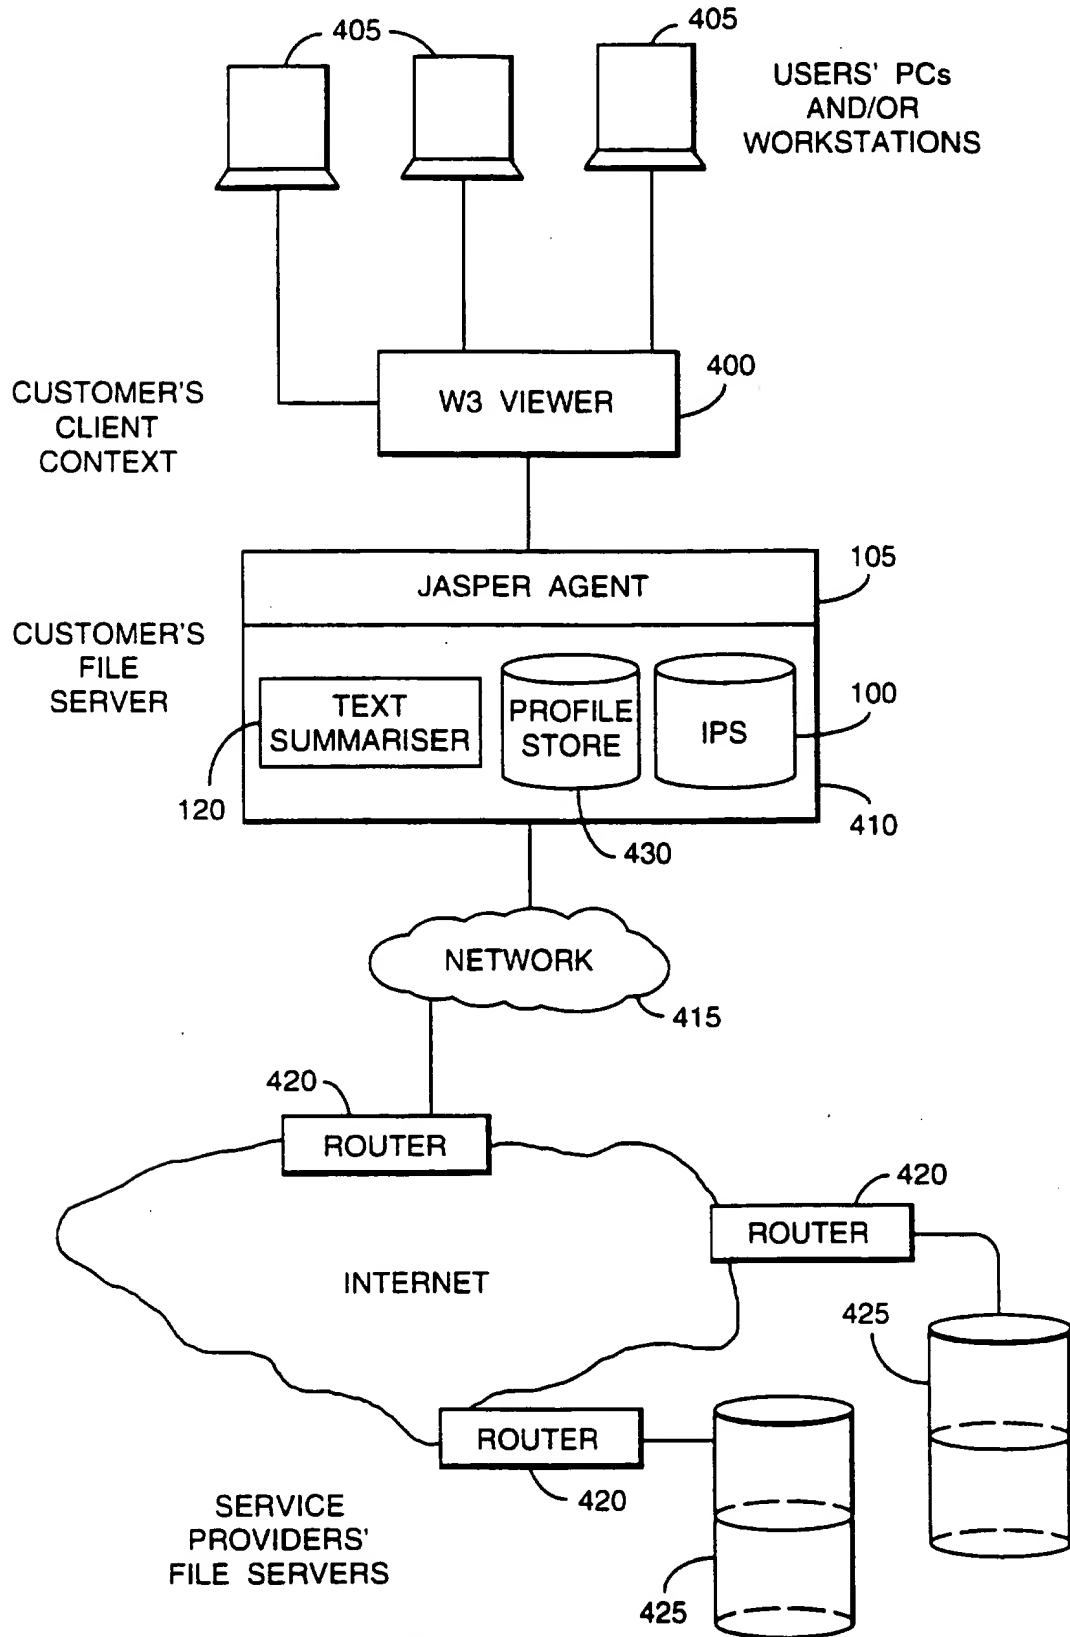 405
405
USERS' PCs
AND/OR
WORKSTATIONS
CUSTOMER'S
CLIENT
CONTEXT
W3 VIEWER
400
JASPER AGENT
105
CUSTOMER'S
FILE
SERVER
TEXT
SUMMARISER
PROFILE
STORE
IPS
100
120
430
410
NETWORK
415
420
ROUTER
ROUTER
420
INTERNET
425
ROUTER
420
SERVICE
PROVIDERS'
FILE SERVERS
425